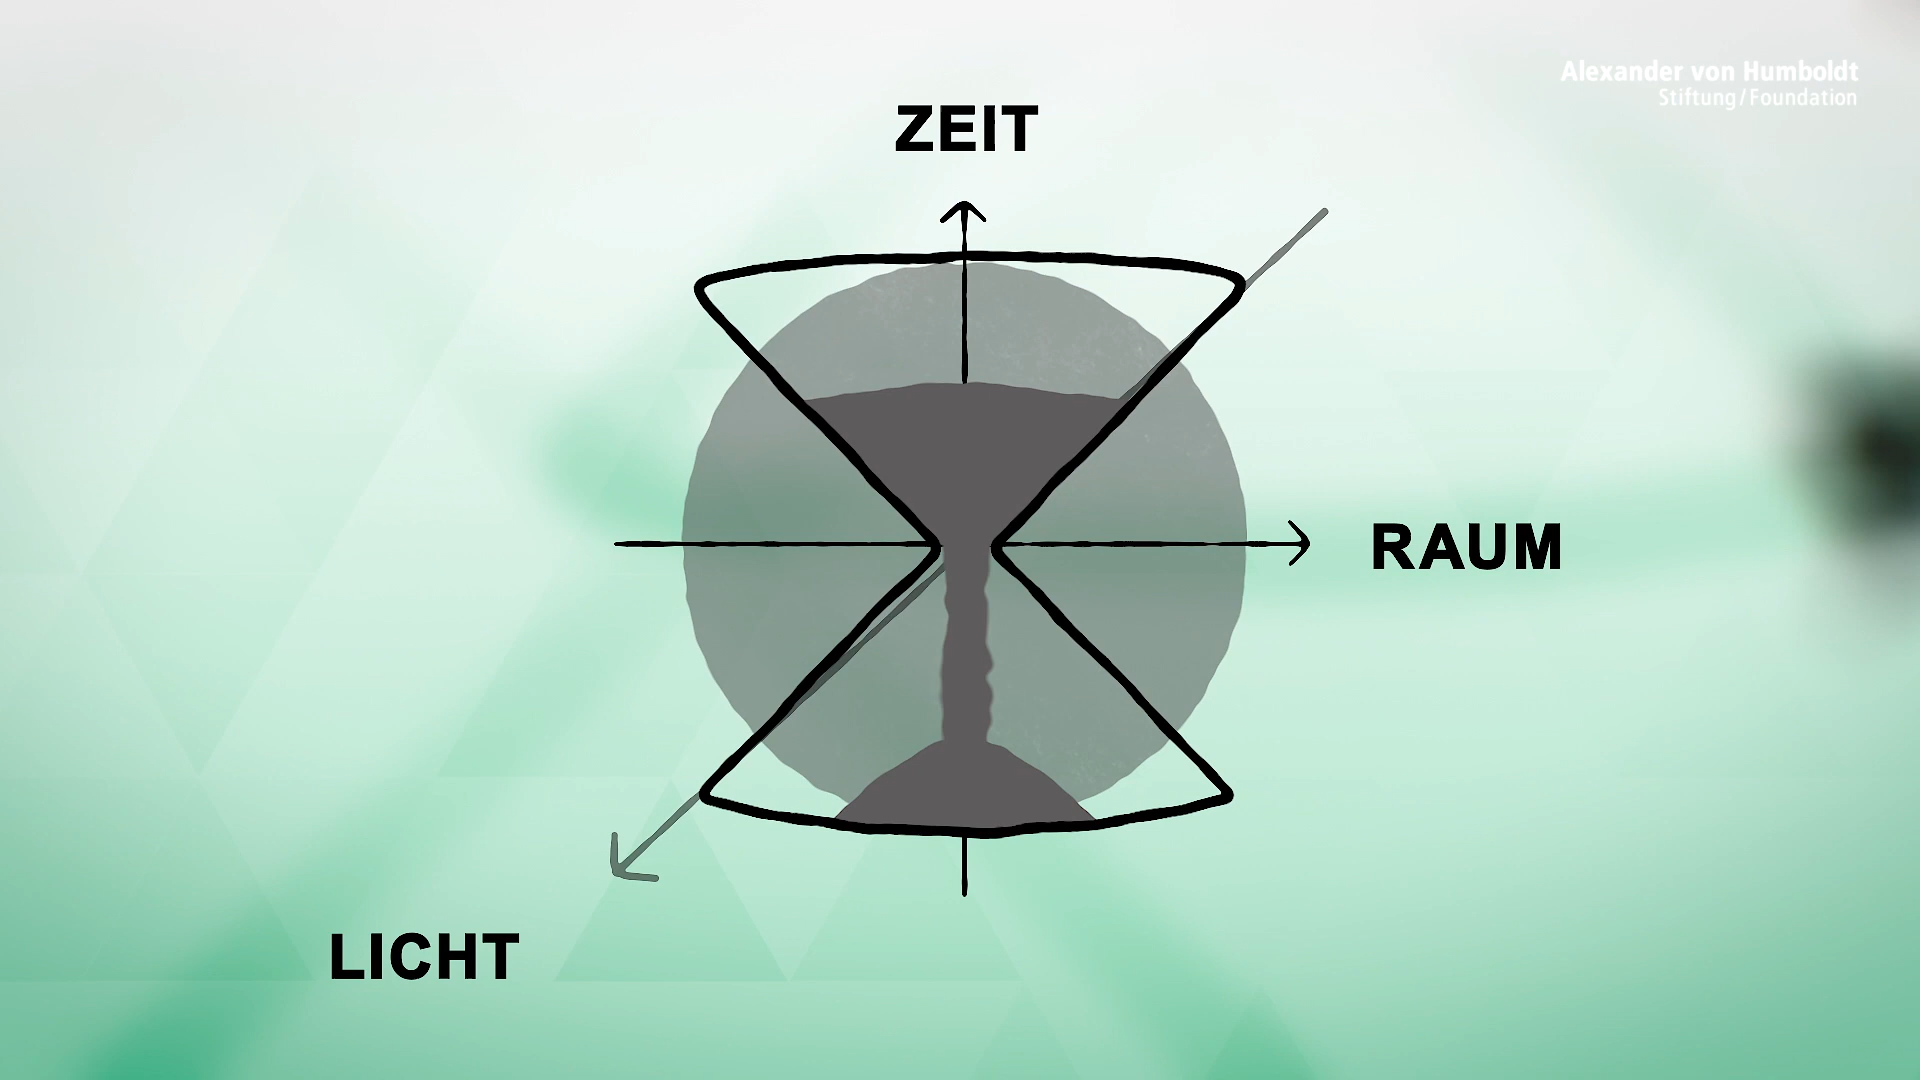 Alexander von Humboldt
Stiftung/Foundation
ZEIT
RAUM
LICHT